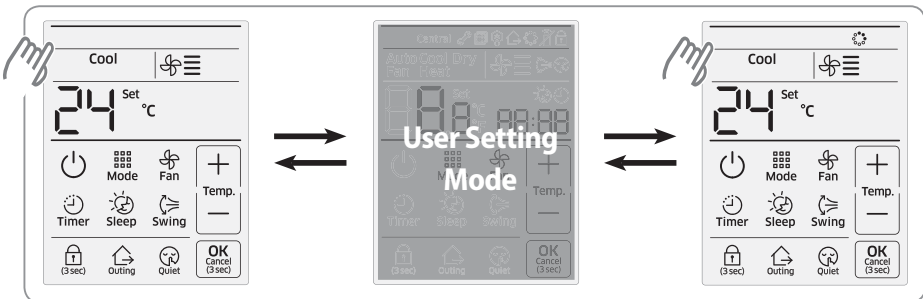 Cool
24 Set °C
Mode Fan
Temp.
Timer Sleep Swing
(3 sec) Outing Quiet OK Cancel (3 sec)
Central
Auto Cool Dry
Fan Heat
Set
88:88
User Setting
Mode
Timer Sleep Swing
(3 sec) Outing Quiet OK Cancel (3 sec)
Cool
24 Set °C
Mode Fan
Temp.
Timer Sleep Swing
(3 sec) Outing Quiet OK Cancel (3 sec)